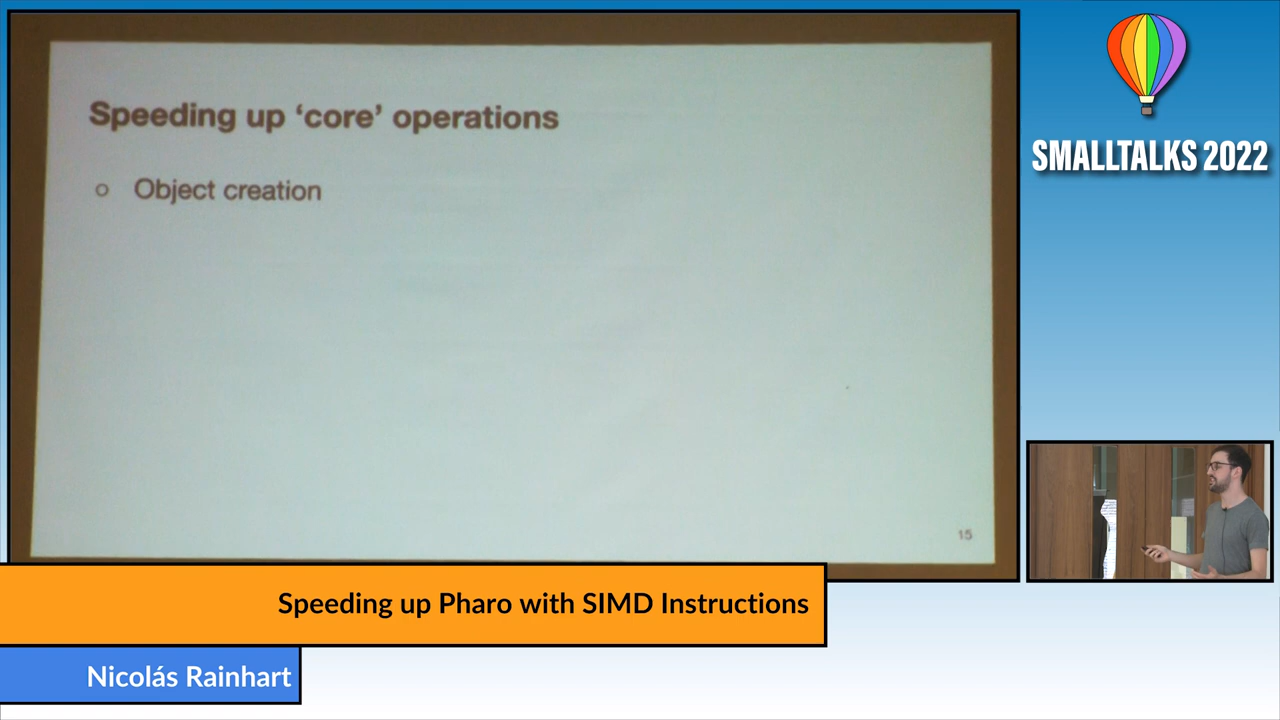 Speeding up ‘core’ operations
○ Object creation
15
SMALLTALKS 2022
Speeding up Pharo with SIMD Instructions
Nicolás Rainhart